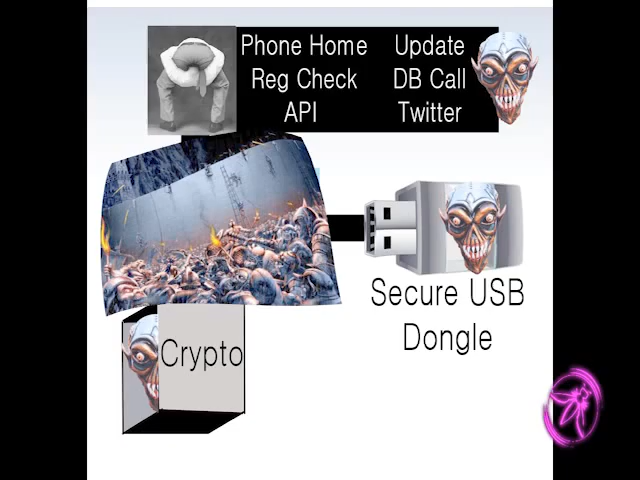 Phone Home Update
Reg Check DB Call
API Twitter
Secure USB
Dongle
Crypto